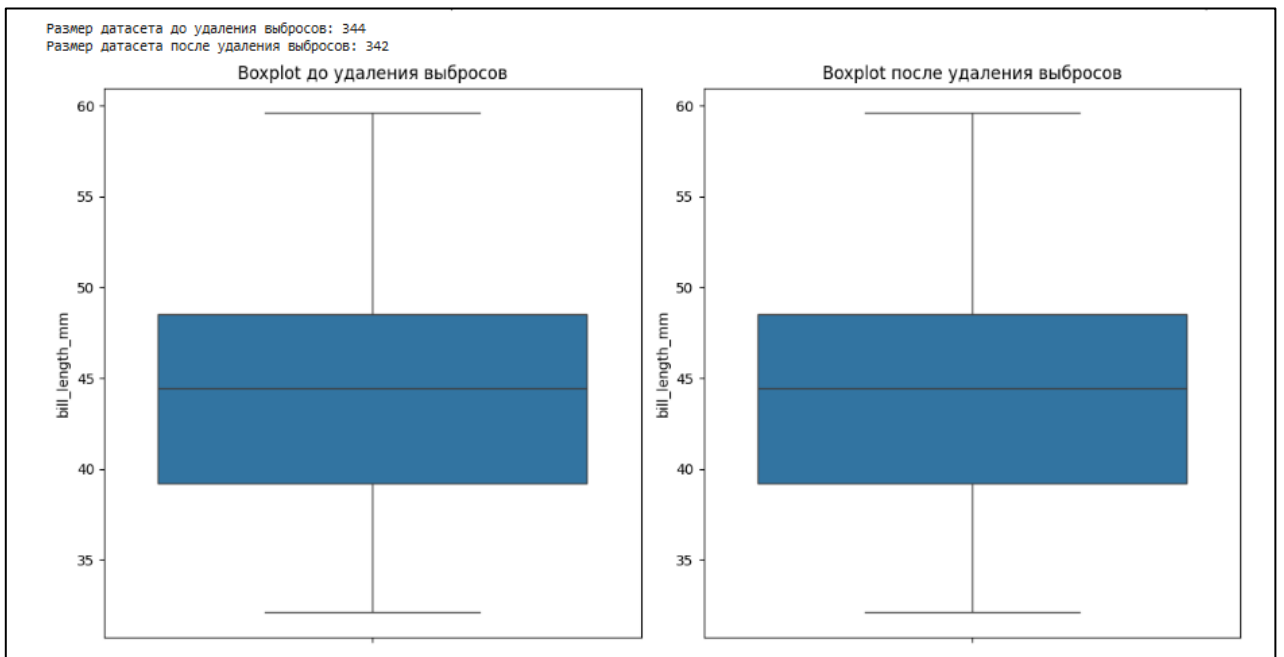 Размер датасета до удаления выбросов: 344
Размер датасета после удаления выбросов: 342
Boxplot до удаления выбросов
60
55
50
45
40
35
bill_length_mm
Boxplot после удаления выбросов
60
55
50
45
40
35
bill_length_mm